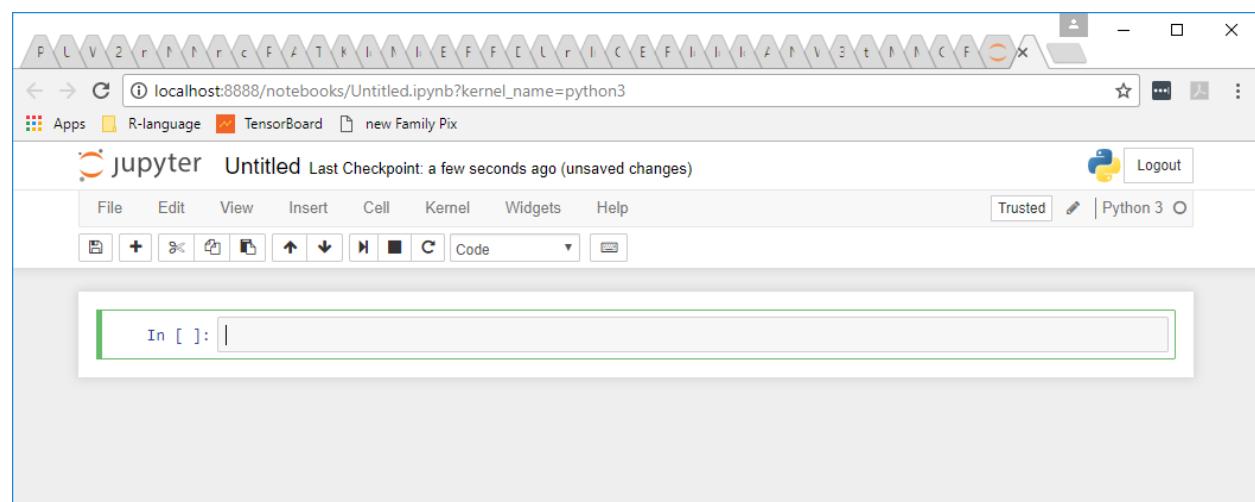 localhost:8888/notebooks/Untitled.ipynb?kernel_name=python3
Apps R-language TensorBoard new Family Pix
jupyter Untitled Last Checkpoint: a few seconds ago (unsaved changes) Logout
File Edit View Insert Cell Kernel Widgets Help Trusted Python 3
Code
In [ ]: